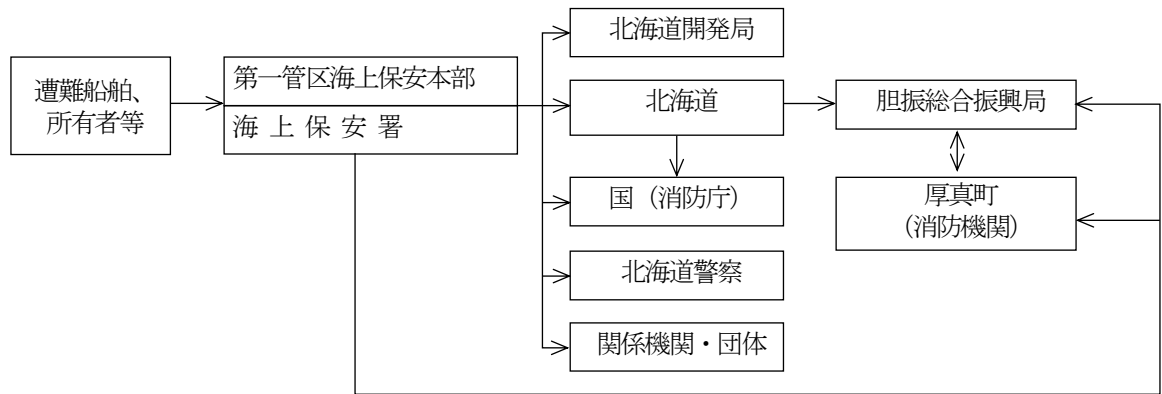 遭難船舶、
所有者等
第一管区海上保安本部
海 上 保 安 署
北海道開発局
北海道
国（消防庁）
北海道警察
関係機関・団体
胆振総合振興局
厚真町
（消防機関）